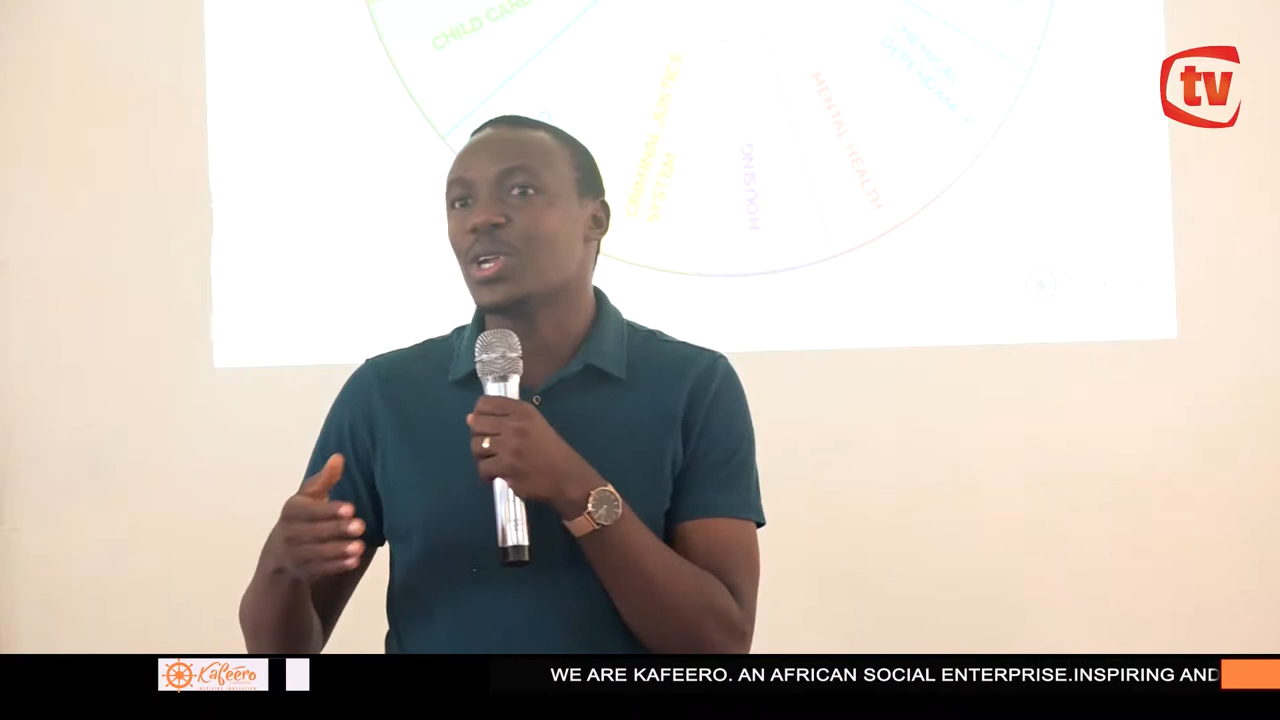 CHILD CARE
CRIMINAL JUSTICE
SYSTEM
HOUSING
MENTAL HEALTH
CHEMICAL
tv
Kafeero
WE ARE KAFEERO. AN AFRICAN SOCIAL ENTERPRISE.INSPIRING AND